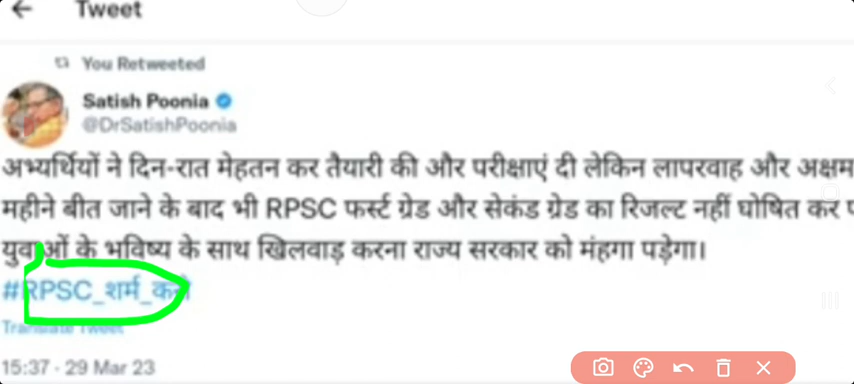 Tweet
You Retweeted
Satish Poonia
@DrSatishPoonia
अभ्यर्थियों ने दिन-रात मेहतन कर तैयारी की और परीक्षाएं दी लेकिन लापरवाह और अक्षम
महीने बीत जाने के बाद भी RPSC फर्स्ट ग्रेड और सेकंड ग्रेड का रिजल्ट नहीं घोषित कर
युवाओं के भविष्य के साथ खिलवाड़ करना राज्य सरकार को मंहगा पड़ेगा।
#RPSC_शर्म_करो
Translate Tweet
15:37 · 29 Mar 23